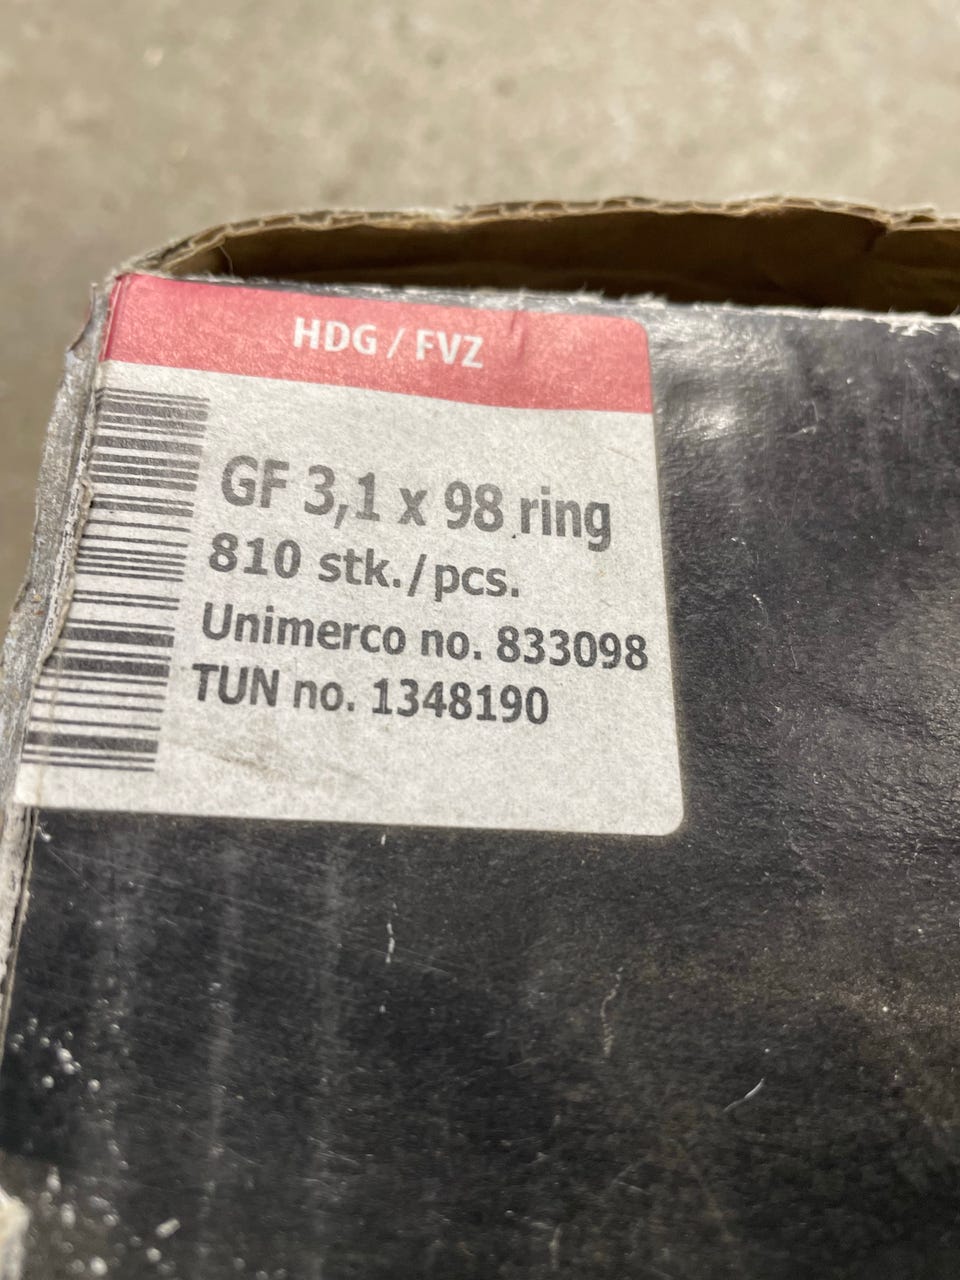 HDG / FVZ
GF 3,1 x 98 ring
810 stk./pcs.
Unimerco no. 833098
TUN no. 1348190